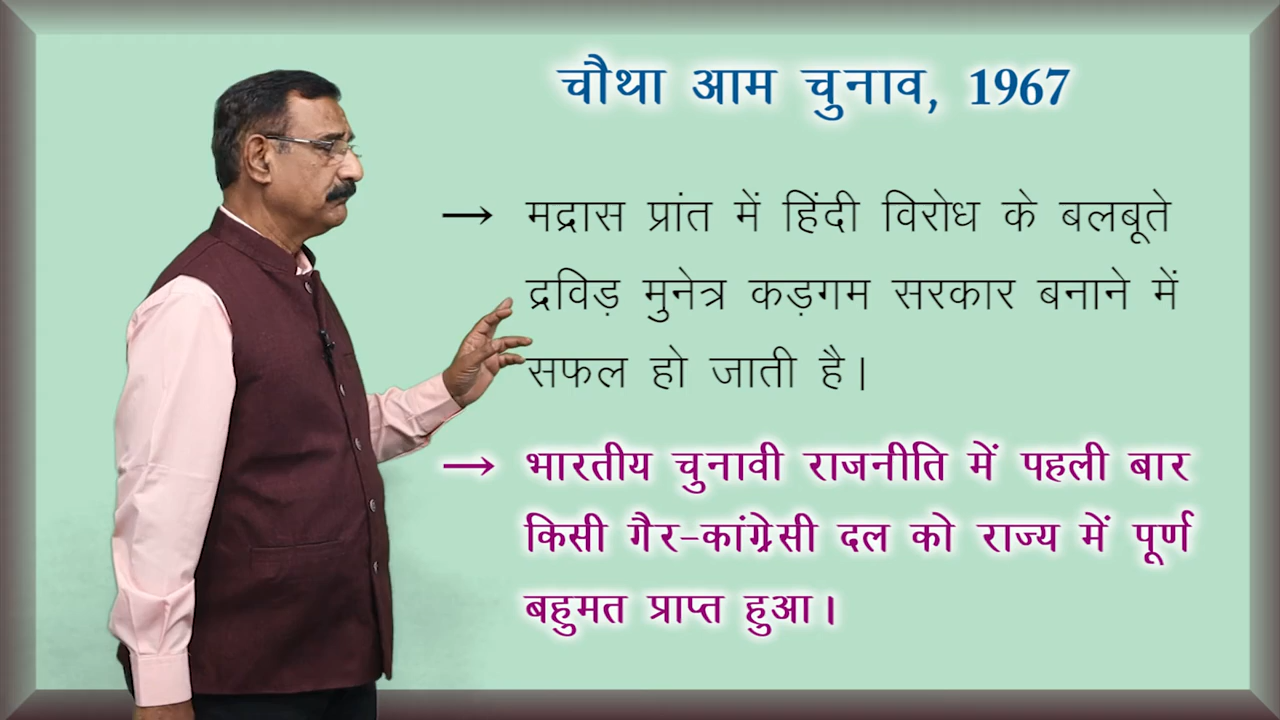 चौथा आम चुनाव, 1967
→ मद्रास प्रांत में हिंदी विरोध के बलबूते
द्रविड़ मुनेत्र कड़गम सरकार बनाने में
सफल हो जाती है।
→ भारतीय चुनावी राजनीति में पहली बार
किसी गैर-कांग्रेसी दल को राज्य में पूर्ण
बहुमत प्राप्त हुआ।